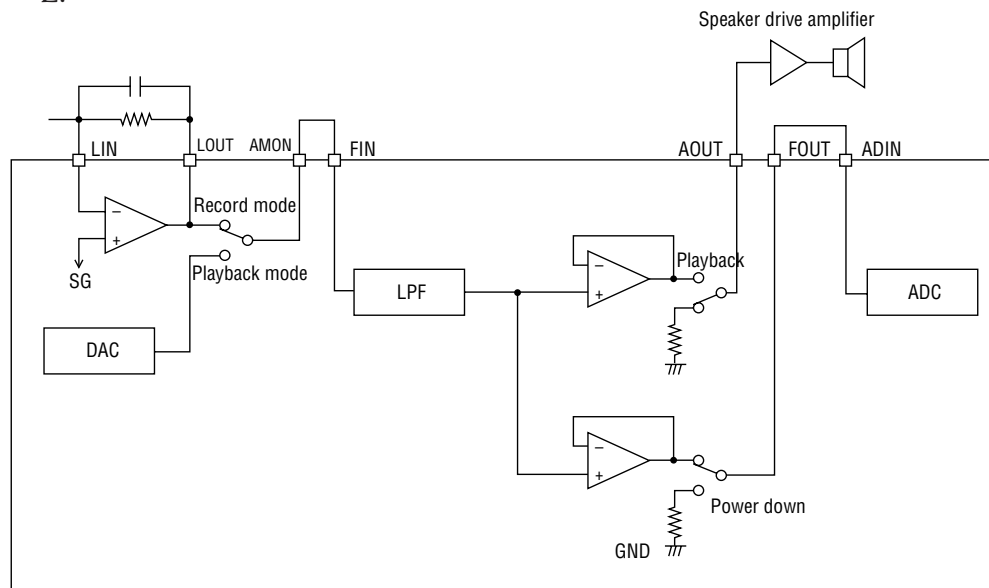 2.
Speaker drive amplifier
LIN
LOUT
AMON
FIN
AOUT
FOUT
ADIN
Record mode
−
+
SG
Playback mode
DAC
LPF
−
+
Playback
ADC
−
+
Power down
GND